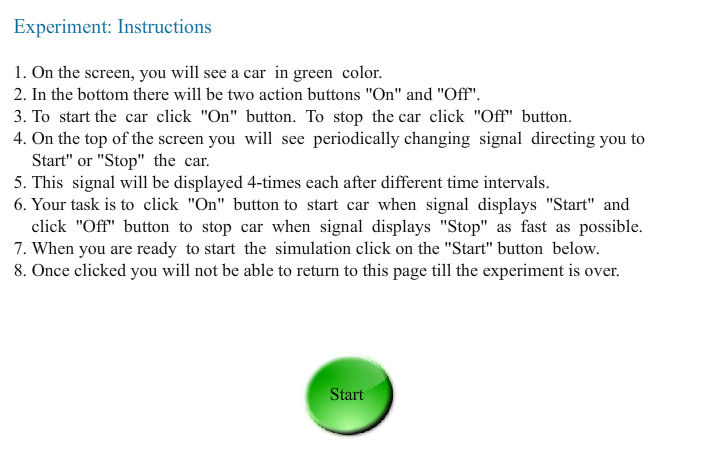 Experiment: Instructions
1. On the screen, you will see a car in green color.
2. In the bottom there will be two action buttons "On" and "Off".
3. To start the car click "On" button. To stop the car click "Off" button.
4. On the top of the screen you will see periodically changing signal directing you to
Start" or "Stop" the car.
5. This signal will be displayed 4-times each after different time intervals.
6. Your task is to click "On" button to start car when signal displays "Start" and
click "Off" button to stop car when signal displays "Stop" as fast as possible.
7. When you are ready to start the simulation click on the "Start" button below.
8. Once clicked you will not be able to return to this page till the experiment is over.
Start